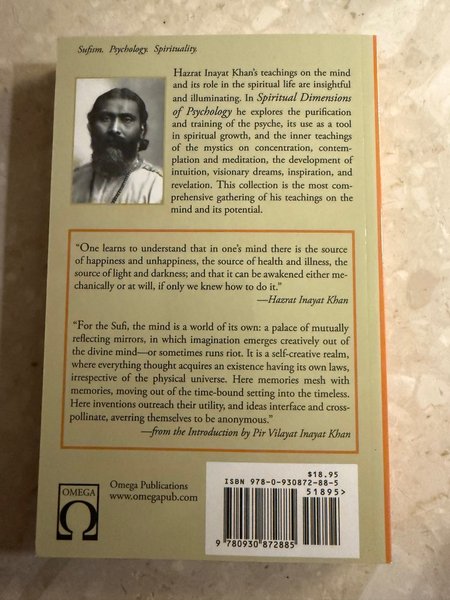 Sufism. Psychology. Spirituality.
Hazrat Inayat Khan's teachings on the mind
and its role in the spiritual life are insightful
and illuminating. In Spiritual Dimensions
of Psychology he explores the purification
and training of the psyche, its use as a tool
in spiritual growth, and the inner teachings
of the mystics on concentration, contem-
plation and meditation, the development of
intuition, visionary dreams, inspiration, and
revelation. This collection is the most com-
prehensive gathering of his teachings on the
mind and its potential.
"One learns to understand that in one's mind there is the source
of happiness and unhappiness, the source of health and illness, the
source of light and darkness; and that it can be awakened either me-
chanically or at will, if only we knew how to do it."
—Hazrat Inayat Khan
"For the Sufi, the mind is a world of its own: a palace of mutually
reflecting mirrors, in which imagination emerges creatively out of
the divine mind—or sometimes runs riot. It is a self-creative realm,
where everything thought acquires an existence having its own laws,
irrespective of the physical universe. Here memories mesh with
memories, moving out of the time-bound setting into the timeless.
Here inventions outreach their utility, and ideas interface and cross-
pollinate, averring themselves to be anonymous."
—from the Introduction by Pir Vilayat Inayat Khan
OMEGA
Omega Publications
www.omegapub.com
$18.95
ISBN 978-0-930872-88-5
51895>
9 780930 872885